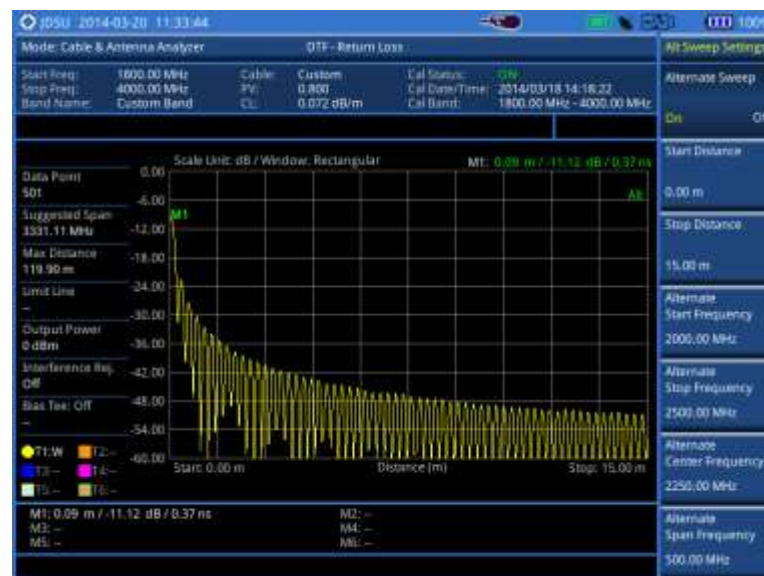 JDSU 2014-03-20 11:33:44
100%
Mode: Cable & Antenna Analyzer
DTF - Return Loss
Start Freq: 1800.00 MHz
Stop Freq: 4000.00 MHz
Band Name: Custom Band
Cable: Custom
PV: 0.800
CL: 0.072 dB/m
Cal Status: ON
Cal Date/Time: 2014/03/18 14:18:22
Cal Band: 1800.00 MHz - 4000.00 MHz
Scale Unit: dB / Window: Rectangular
M1: 0.09 m / -11.12 dB / 0.37 ns
Alt
M1
Data Point
501
Suggested Span
3331.11 MHz
Max Distance
119.90 m
Limit Line
--
Output Power
0 dBm
Interference Rej.
Off
Bias Tee: Off
--
T1:W T2:--
T3:-- T4:--
T5:-- T6:--
0.00
-6.00
-12.00
-18.00
-24.00
-30.00
-36.00
-42.00
-48.00
-54.00
-60.00
Start: 0.00 m
Distance (m)
Stop: 15.00 m
M1: 0.09 m / -11.12 dB / 0.37 ns
M2: --
M3: --
M4: --
M5: --
M6: --
Alt Sweep Settings
Alternate Sweep
On
Start Distance
0.00 m
Stop Distance
15.00 m
Alternate
Start Frequency
2000.00 MHz
Alternate
Stop Frequency
2500.00 MHz
Alternate
Center Frequency
2250.00 MHz
Alternate
Span Frequency
500.00 MHz